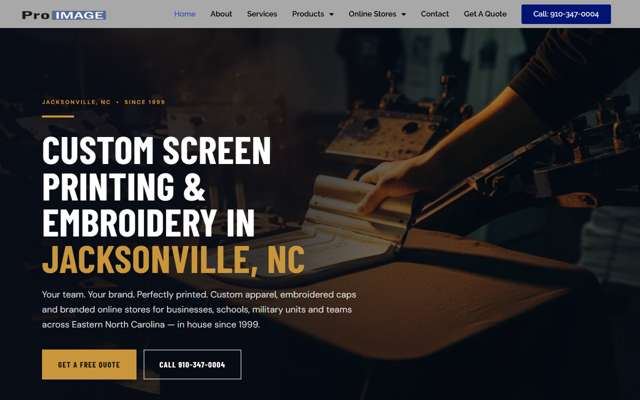 Pro IMAGE
Home About Services Products Online Stores Contact Get A Quote Call: 910-347-0004
JACKSONVILLE, NC • SINCE 1999
CUSTOM SCREEN
PRINTING &
EMBROIDERY IN
JACKSONVILLE, NC
Your team. Your brand. Perfectly printed. Custom apparel, embroidered caps
and branded online stores for businesses, schools, military units and teams
across Eastern North Carolina — in house since 1999.
GET A FREE QUOTE CALL 910-347-0004